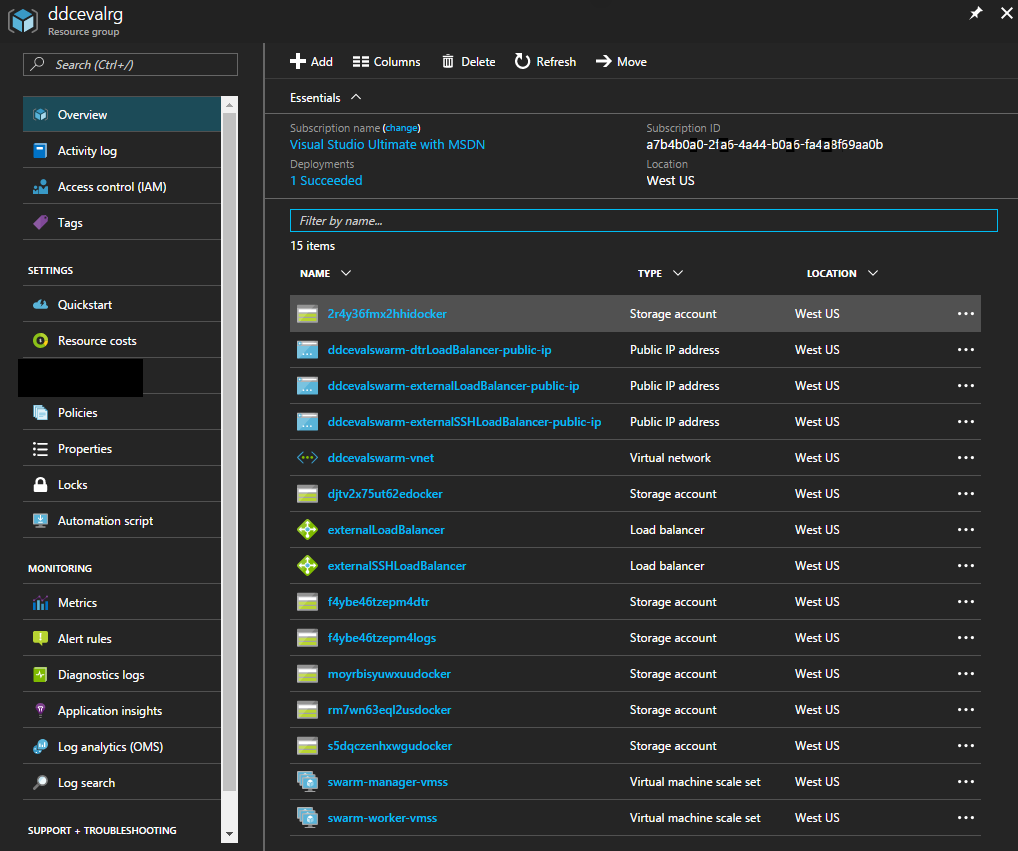 ddcevalrg
Resource group
Search (Ctrl+/)
Overview
Activity log
Access control (IAM)
Tags
SETTINGS
Quickstart
Resource costs
Policies
Properties
Locks
Automation script
MONITORING
Metrics
Alert rules
Diagnostics logs
Application insights
Log analytics (OMS)
Log search
SUPPORT + TROUBLESHOOTING
Add Columns Delete Refresh Move
Essentials
Subscription name (change)
Visual Studio Ultimate with MSDN
Deployments
1 Succeeded
Subscription ID
a7b4b0a0-2fa6-4a44-b0a6-fa4a8f69aa0b
Location
West US
Filter by name...
15 items
NAME TYPE LOCATION
2r4y36fmx2hhidocker Storage account West US
ddcevalswarm-dtrLoadBalancer-public-ip Public IP address West US
ddcevalswarm-externalLoadBalancer-public-ip Public IP address West US
ddcevalswarm-externalSSHLoadBalancer-public-ip Public IP address West US
ddcevalswarm-vnet Virtual network West US
djtv2x75ut62edocker Storage account West US
externalLoadBalancer Load balancer West US
externalSSHLoadBalancer Load balancer West US
f4ybe46tzepm4dtr Storage account West US
f4ybe46tzepm4logs Storage account West US
moyrbisyuwxuudocker Storage account West US
rm7wn63eql2usdocker Storage account West US
s5dqczenhxwgudocker Storage account West US
swarm-manager-vmss Virtual machine scale set West US
swarm-worker-vmss Virtual machine scale set West US